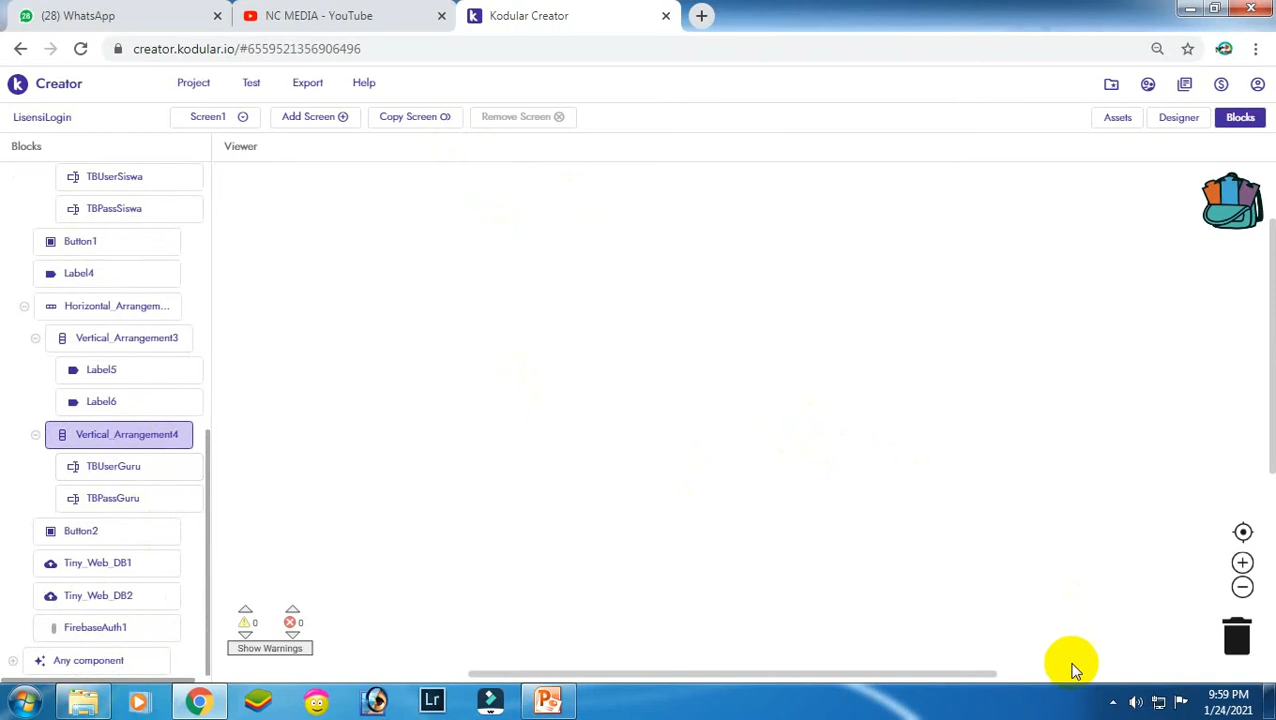 (28) WhatsApp
NC MEDIA - YouTube
Kodular Creator
creator.kodular.io/#6559521356906496
Creator
Project
Test
Export
Help
LisensiLogin
Screen1
Add Screen
Copy Screen
Remove Screen
Assets
Designer
Blocks
Blocks
Viewer
TBUserSiswa
TBPassSiswa
Button1
Label4
Horizontal_Arrangem...
Vertical_Arrangement3
Label5
Label6
Vertical_Arrangement4
TBUserGuru
TBPassGuru
Button2
Tiny_Web_DB1
Tiny_Web_DB2
FirebaseAuth1
Any component
0
0
Show Warnings
Lr
9:59 PM
1/24/2021